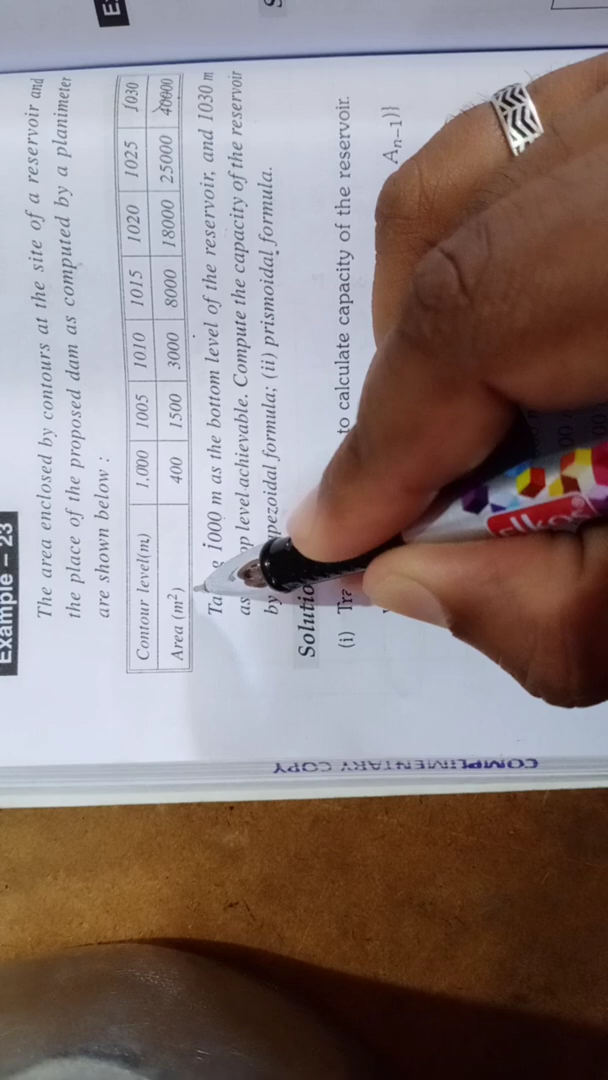 Example – 23
The area enclosed by contours at the site of a reservoir and
the place of the proposed dam as computed by a planimeter
are shown below :
Contour level(m) 1,000 1005 1010 1015 1020 1025 1030
Area (m²) 400 1500 3000 8000 18000 25000 40000
1000 m as the bottom level of the reservoir, and 1030 m
as level achievable. Compute the capacity of the reservoir
by formula; (ii) prismoidal formula.
(i) to calculate capacity of the reservoir.
Aₙ₋₁)}
COMPLIMENTARY COPY